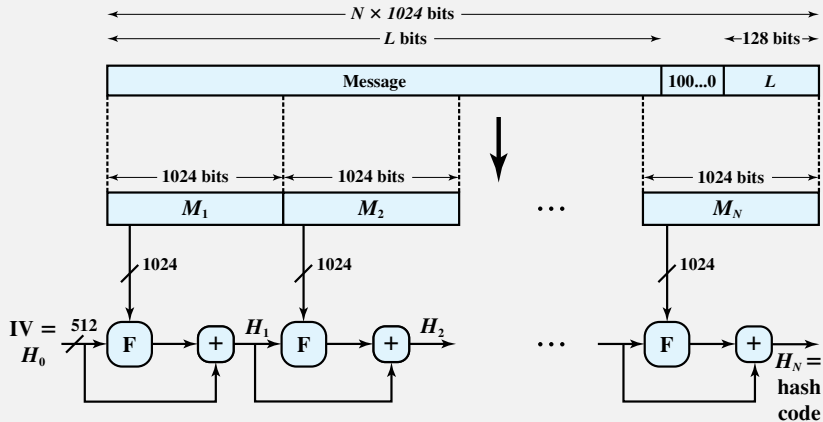 N × 1024 bits
L bits
128 bits
Message 100...0 L
1024 bits 1024 bits 1024 bits
M1 M2 ... MN
1024 1024 1024
IV = H0
512
F + H1 F + H2 ... F +
HN =
hash
code